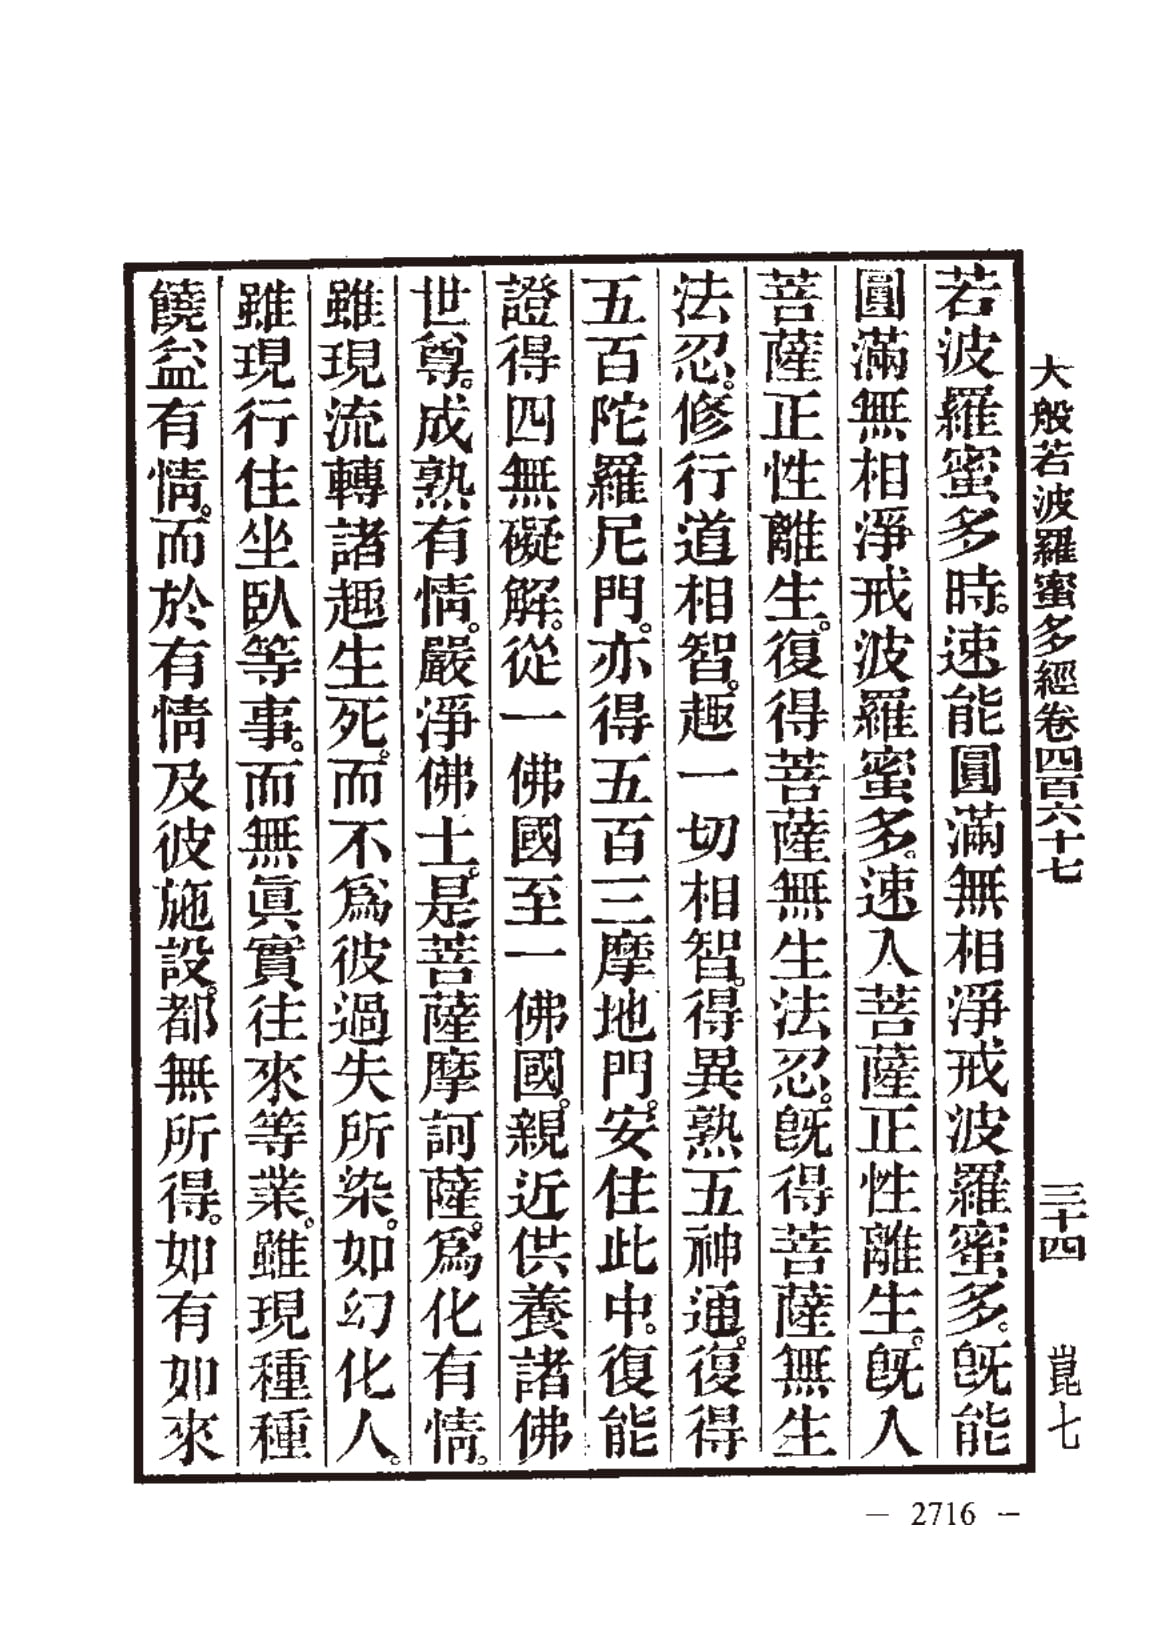 大般若波羅蜜多經卷四百六十七　三十四　崑七
若波羅蜜多時。速能圓滿無相淨戒波羅蜜多。旣能
圓滿無相淨戒波羅蜜多。速入菩薩正性離生。旣入
菩薩正性離生。復得菩薩無生法忍。旣得菩薩無生
法忍。修行道相智。趣一切相智。得異熟五神通。復得
五百陀羅尼門。亦得五百三摩地門。安住此中。復能
證得四無礙解。從一佛國至一佛國。親近供養諸佛
世尊。成熟有情。嚴淨佛土。是菩薩摩訶薩。爲化有情。
雖現流轉諸趣生死。而不爲彼過失所染。如幻化人。
雖現行住坐臥等事。而無眞實往來等業。雖現種種
饒益有情。而於有情及彼施設。都無所得。如有如來
— 2716 —